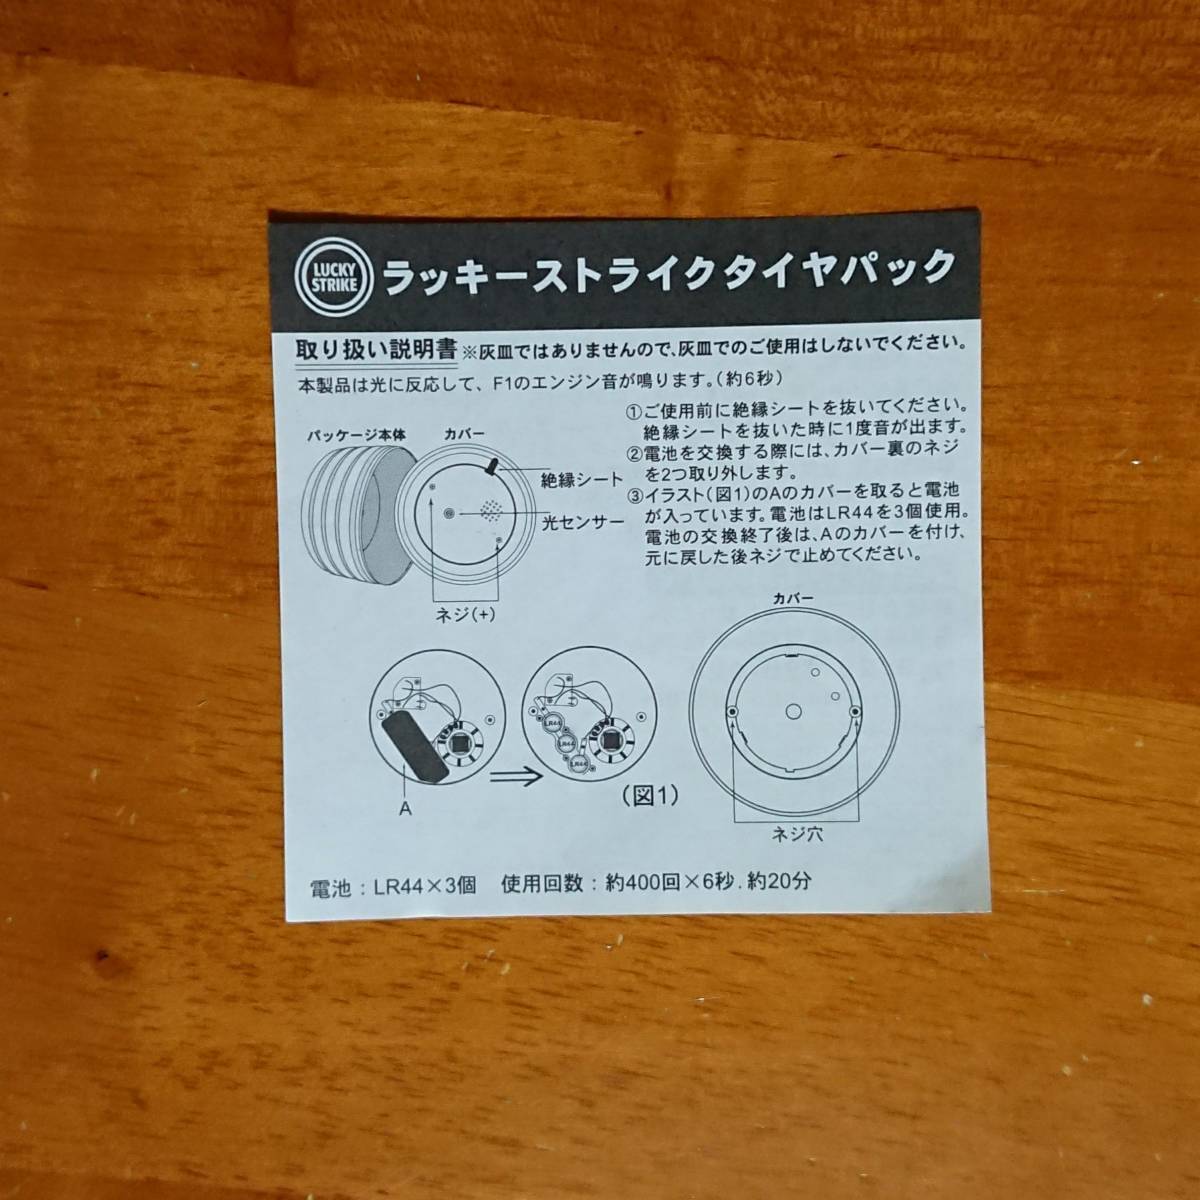 LUCKY
STRIKE
ラッキーストライクタイヤパック
取り扱い説明書 ※灰皿ではありませんので、灰皿でのご使用はしないでください。
本製品は光に反応して、F1のエンジン音が鳴ります。（約6秒）
①ご使用前に絶縁シートを抜いてください。
絶縁シートを抜いた時に1度音が出ます。
②電池を交換する際には、カバー裏のネジ
を2つ取り外します。
③イラスト（図1）のAのカバーを取ると電池
が入っています。電池はLR44を3個使用。
電池の交換終了後は、Aのカバーを付け、
元に戻した後ネジで止めてください。
パッケージ本体
カバー
絶縁シート
光センサー
ネジ（+）
カバー
LR44
LR44
LR44
A
（図1）
ネジ穴
電池：LR44×3個 使用回数：約400回×6秒．約20分